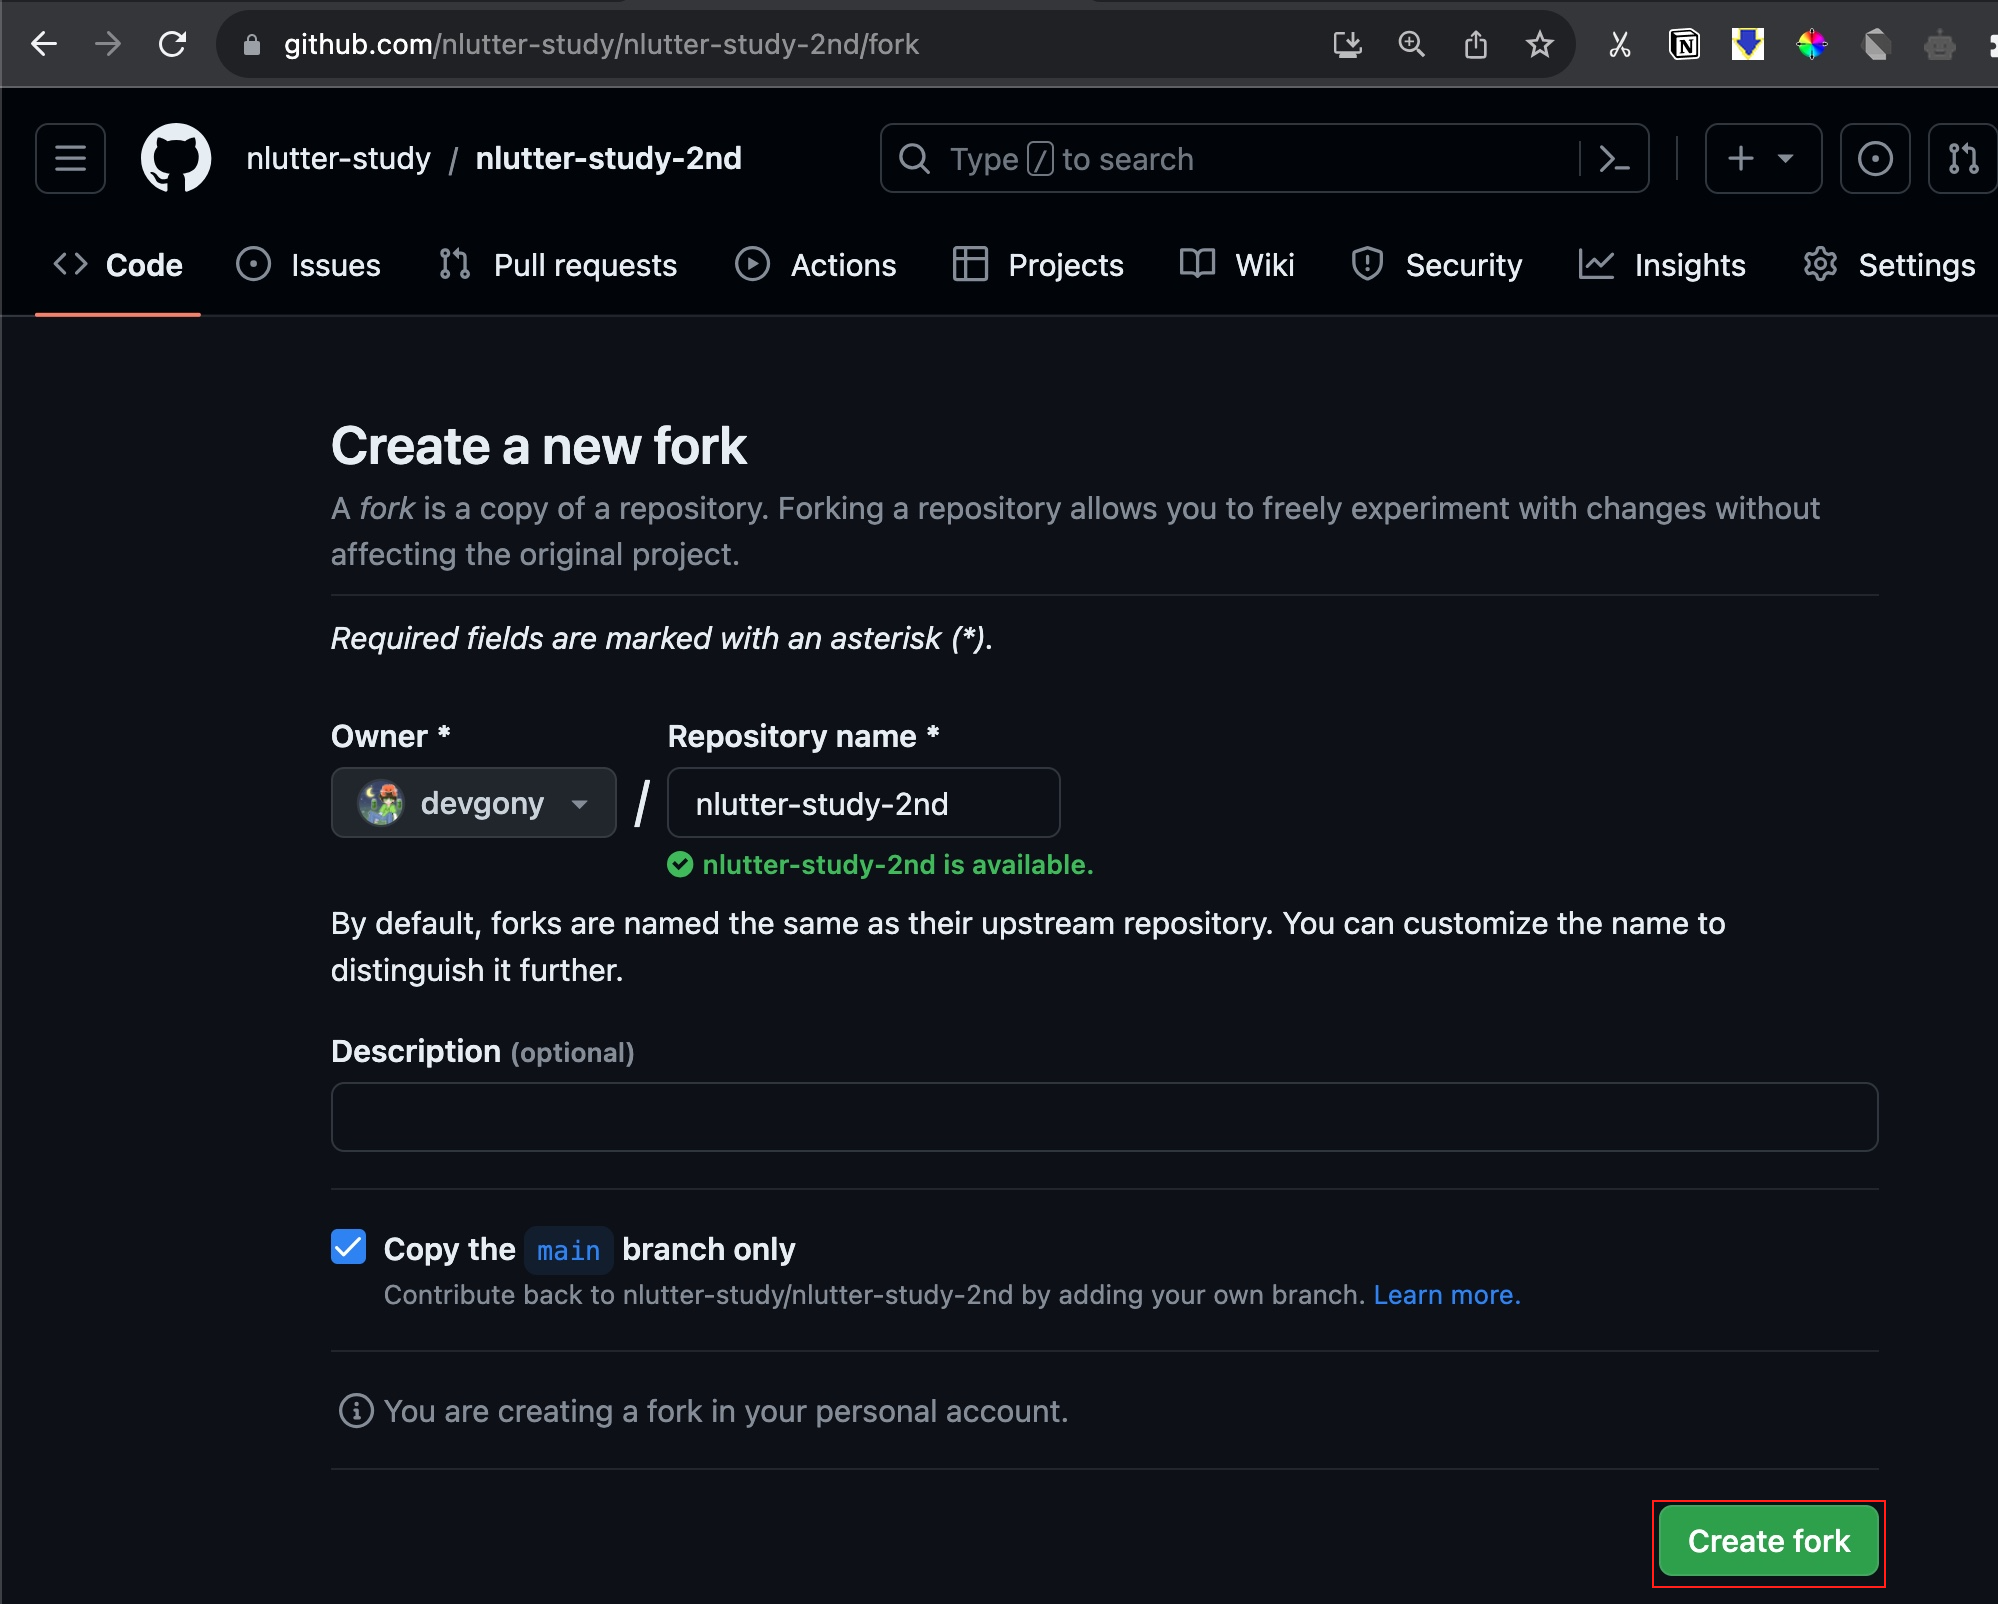 github.com/nlutter-study/nlutter-study-2nd/fork
nlutter-study / nlutter-study-2nd
Type / to search
Code Issues Pull requests Actions Projects Wiki Security Insights Settings
Create a new fork
A fork is a copy of a repository. Forking a repository allows you to freely experiment with changes without
affecting the original project.
Required fields are marked with an asterisk (*).
Owner * Repository name *
devgony / nlutter-study-2nd
nlutter-study-2nd is available.
By default, forks are named the same as their upstream repository. You can customize the name to
distinguish it further.
Description (optional)
Copy the main branch only
Contribute back to nlutter-study/nlutter-study-2nd by adding your own branch. Learn more.
You are creating a fork in your personal account.
Create fork